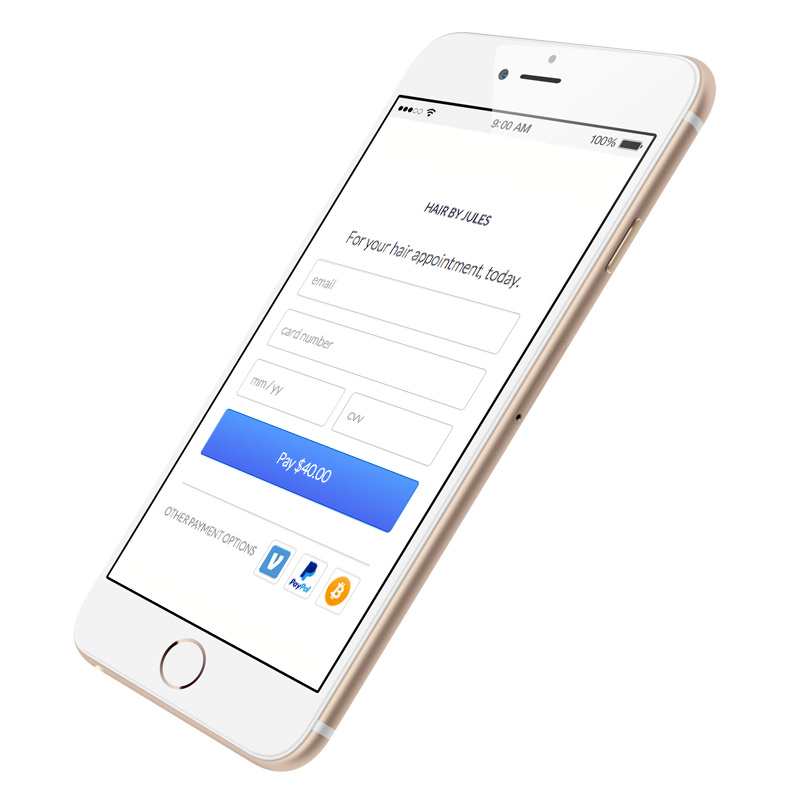 9:00 AM
100%
HAIR BY JULES
For your hair appointment, today.
email
card number
mm / yy
cvv
Pay $40.00
OTHER PAYMENT OPTIONS
PayPal